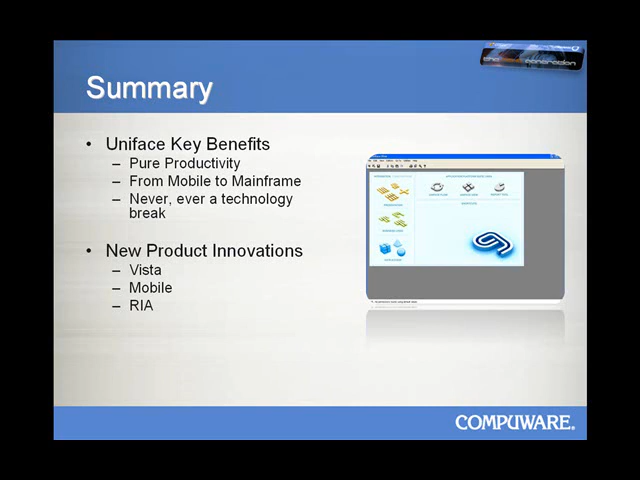 Summary
• Uniface Key Benefits
– Pure Productivity
– From Mobile to Mainframe
– Never, ever a technology
break
• New Product Innovations
– Vista
– Mobile
– RIA
COMPUWARE.